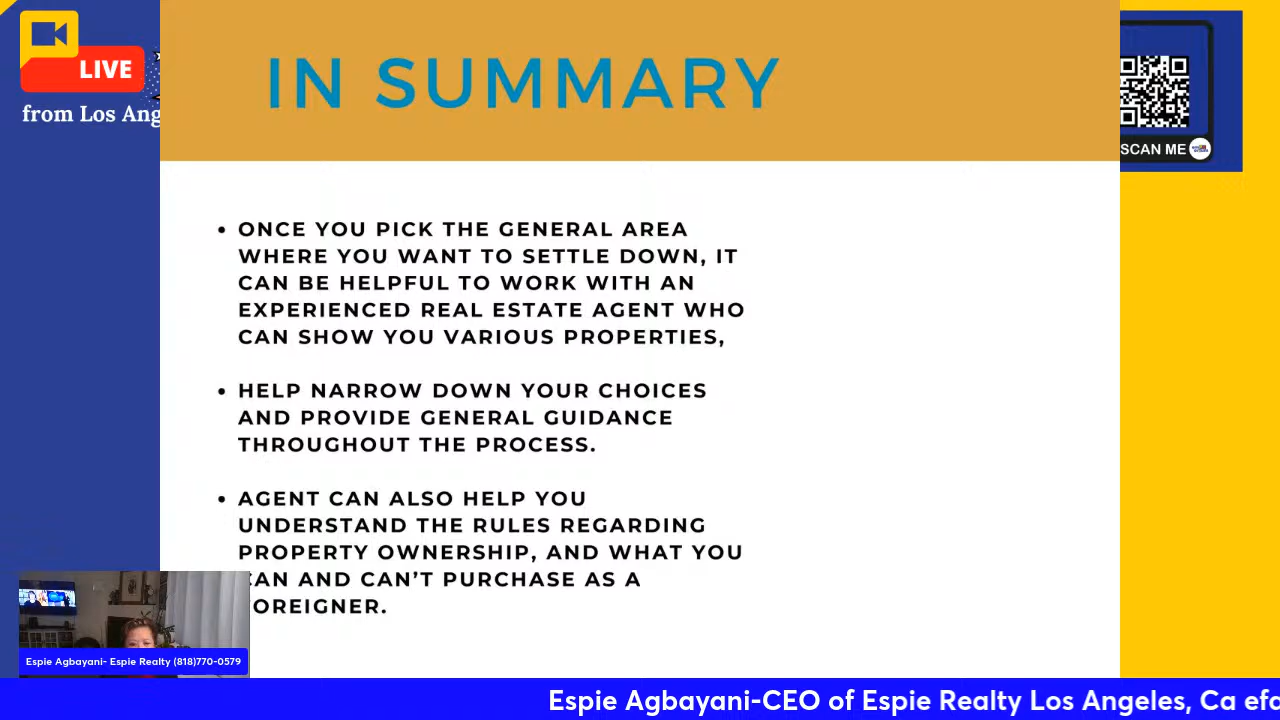 LIVE
from Los Ang
IN SUMMARY
SCAN ME
• ONCE YOU PICK THE GENERAL AREA
WHERE YOU WANT TO SETTLE DOWN, IT
CAN BE HELPFUL TO WORK WITH AN
EXPERIENCED REAL ESTATE AGENT WHO
CAN SHOW YOU VARIOUS PROPERTIES,
• HELP NARROW DOWN YOUR CHOICES
AND PROVIDE GENERAL GUIDANCE
THROUGHOUT THE PROCESS.
• AGENT CAN ALSO HELP YOU
UNDERSTAND THE RULES REGARDING
PROPERTY OWNERSHIP, AND WHAT YOU
CAN AND CAN'T PURCHASE AS A
FOREIGNER.
Espie Agbayani- Espie Realty (818)770-0579
Espie Agbayani-CEO of Espie Realty Los Angeles, Ca efa